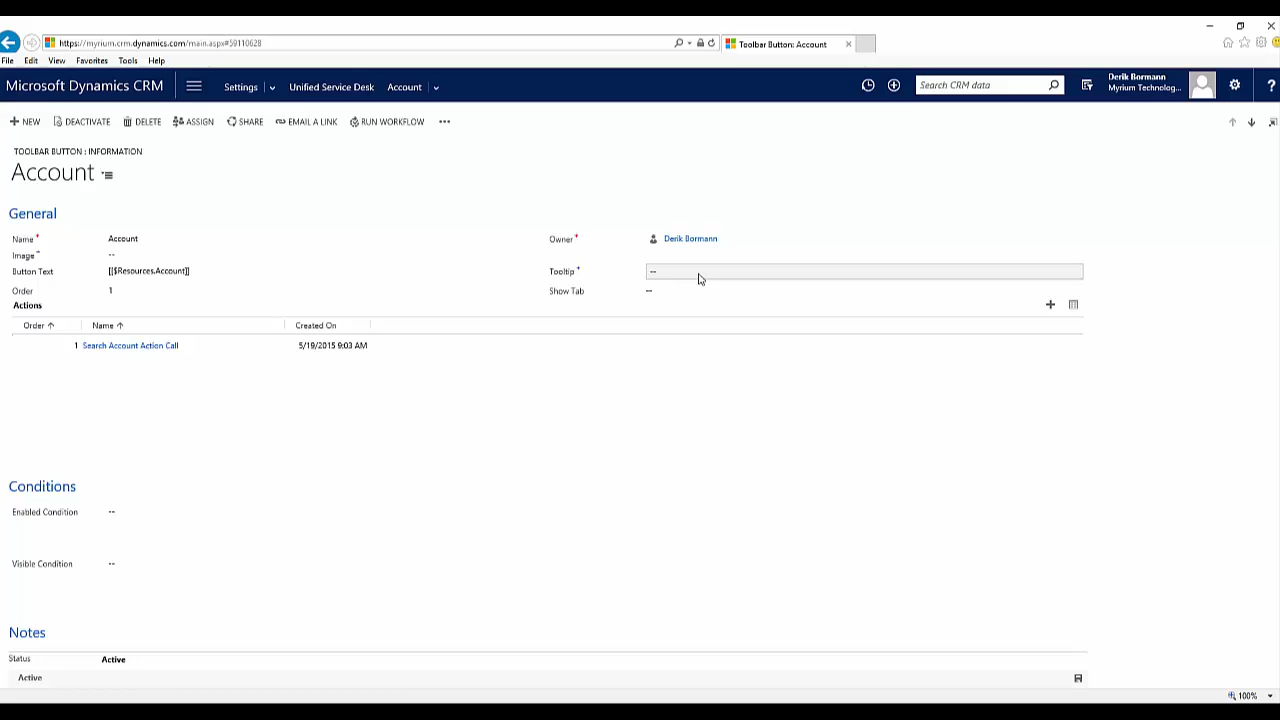 https://myrium.crm.dynamics.com/main.aspx#59110628
Toolbar Button: Account
File Edit View Favorites Tools Help
Microsoft Dynamics CRM Settings Unified Service Desk Account Search CRM data Derik Bormann
Myrium Technolog... ?
NEW DEACTIVATE DELETE ASSIGN SHARE EMAIL A LINK RUN WORKFLOW ...
TOOLBAR BUTTON : INFORMATION
Account
General
Name * Account Owner * Derik Bormann
Image --
Button Text [[$Resources.Account]] Tooltip --
Order 1 Show Tab --
Actions
Order Name Created On
1 Search Account Action Call 5/19/2015 9:03 AM
Conditions
Enabled Condition --
Visible Condition --
Notes
Status Active
Active
100%